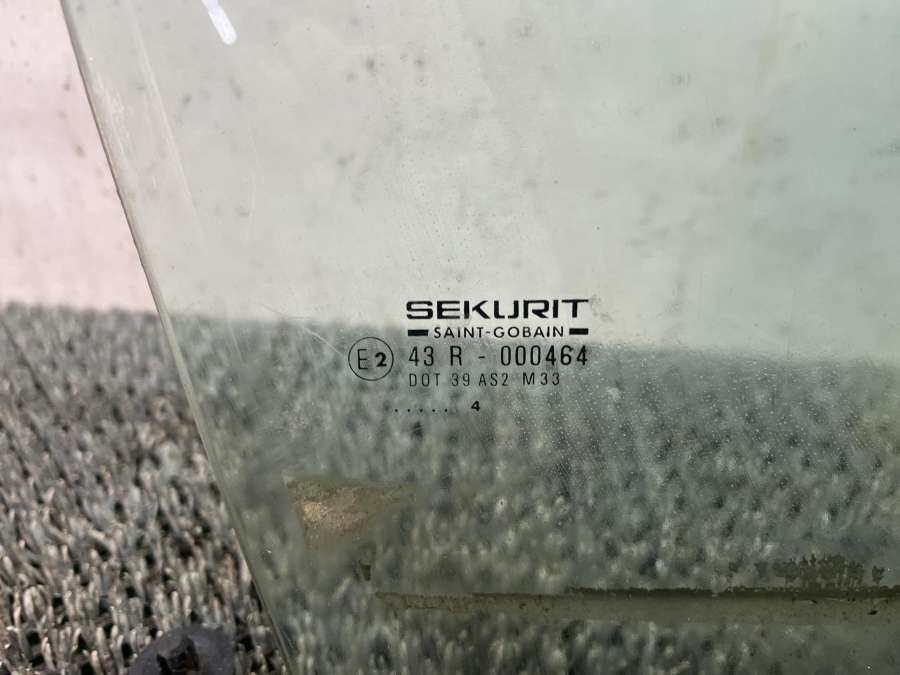 SEKURIT
SAINT-GOBAIN
E2 43 R - 000464
DOT 39 AS2 M33
..... 4